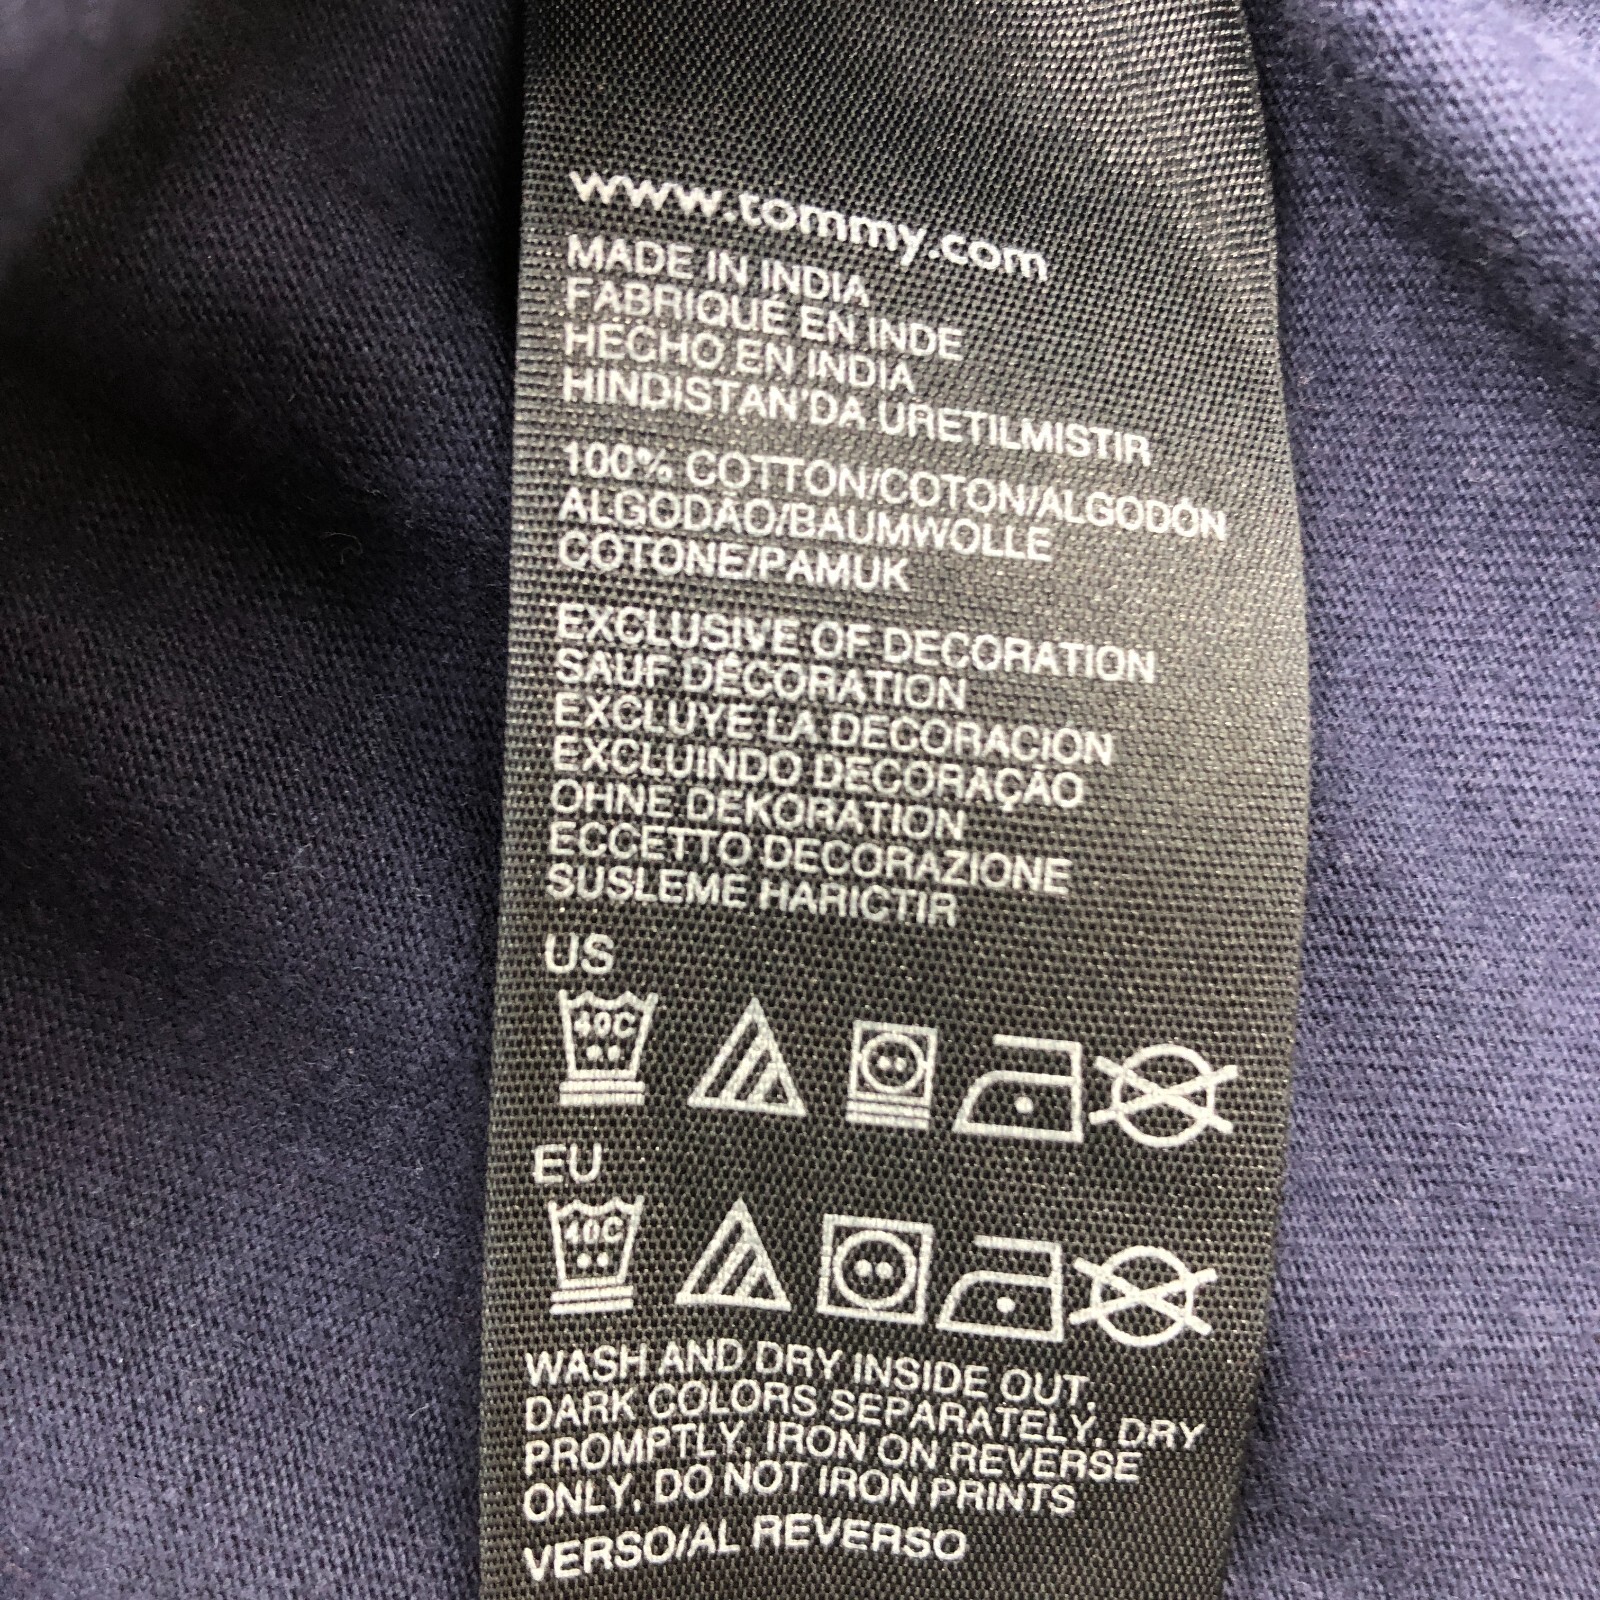 www.tommy.com
MADE IN INDIA
FABRIQUE EN INDE
HECHO EN INDIA
HINDISTAN'DA URETILMISTIR
100% COTTON/COTON/ALGODÓN
ALGODÃO/BAUMWOLLE
COTONE/PAMUK
EXCLUSIVE OF DECORATION
SAUF DÉCORATION
EXCLUYE LA DECORACIÓN
EXCLUINDO DECORAÇÃO
OHNE DEKORATION
ECCETTO DECORAZIONE
SUSLEME HARICTIR
US
40C
EU
40C
WASH AND DRY INSIDE OUT,
DARK COLORS SEPARATELY, DRY
PROMPTLY, IRON ON REVERSE
ONLY, DO NOT IRON PRINTS
VERSO/AL REVERSO